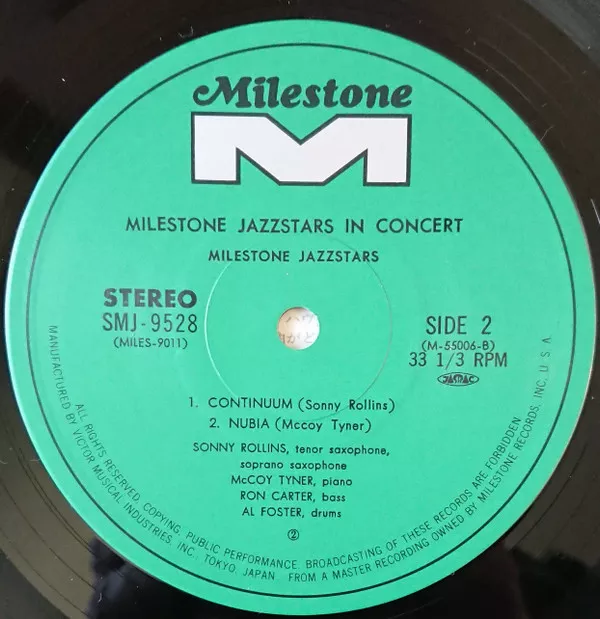 Milestone
M
MILESTONE JAZZSTARS IN CONCERT
MILESTONE JAZZSTARS
STEREO
SMJ-9528
(MILES-9011)
SIDE 2
(M-55006-B)
33 1/3 RPM
JASRAC
1. CONTINUUM (Sonny Rollins)
2. NUBIA (Mccoy Tyner)
SONNY ROLLINS, tenor saxophone,
soprano saxophone
McCOY TYNER, piano
RON CARTER, bass
AL FOSTER, drums
②
ALL RIGHTS RESERVED. COPYING, PUBLIC PERFORMANCE, BROADCASTING OF THESE RECORDS ARE FORBIDDEN
MANUFACTURED BY VICTOR MUSICAL INDUSTRIES, INC., TOKYO, JAPAN FROM A MASTER RECORDING OWNED BY MILESTONE RECORDS, INC., U.S.A.